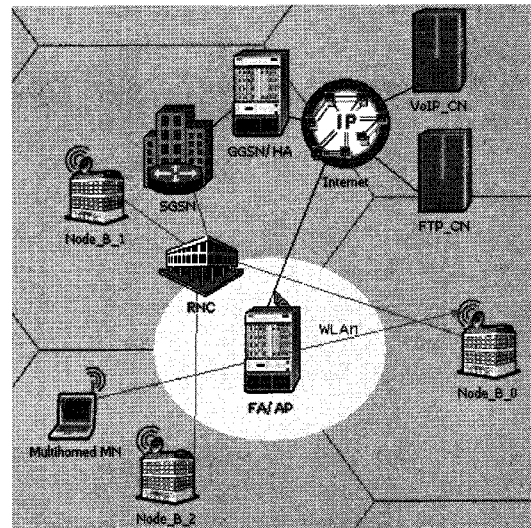 VoIP_CN
IP
GGSN/HA
Internet
SGSN
FTP_CN
Node_B_1
RNC
WLAN
Node_B_0
FA/AP
Multihomed MN
Node_B_2